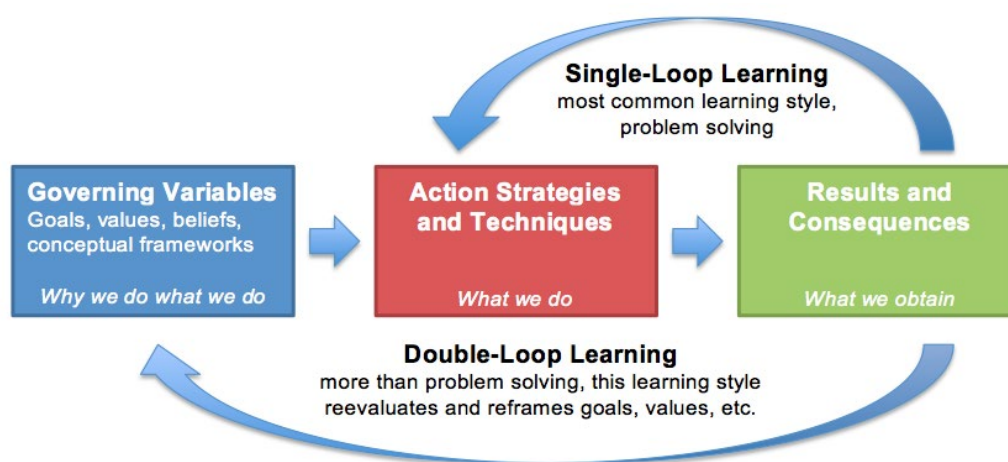 Single-Loop Learning
most common learning style,
problem solving
Governing Variables
Goals, values, beliefs,
conceptual frameworks
Why we do what we do
Action Strategies
and Techniques
What we do
Results and
Consequences
What we obtain
Double-Loop Learning
more than problem solving, this learning style
reevaluates and reframes goals, values, etc.